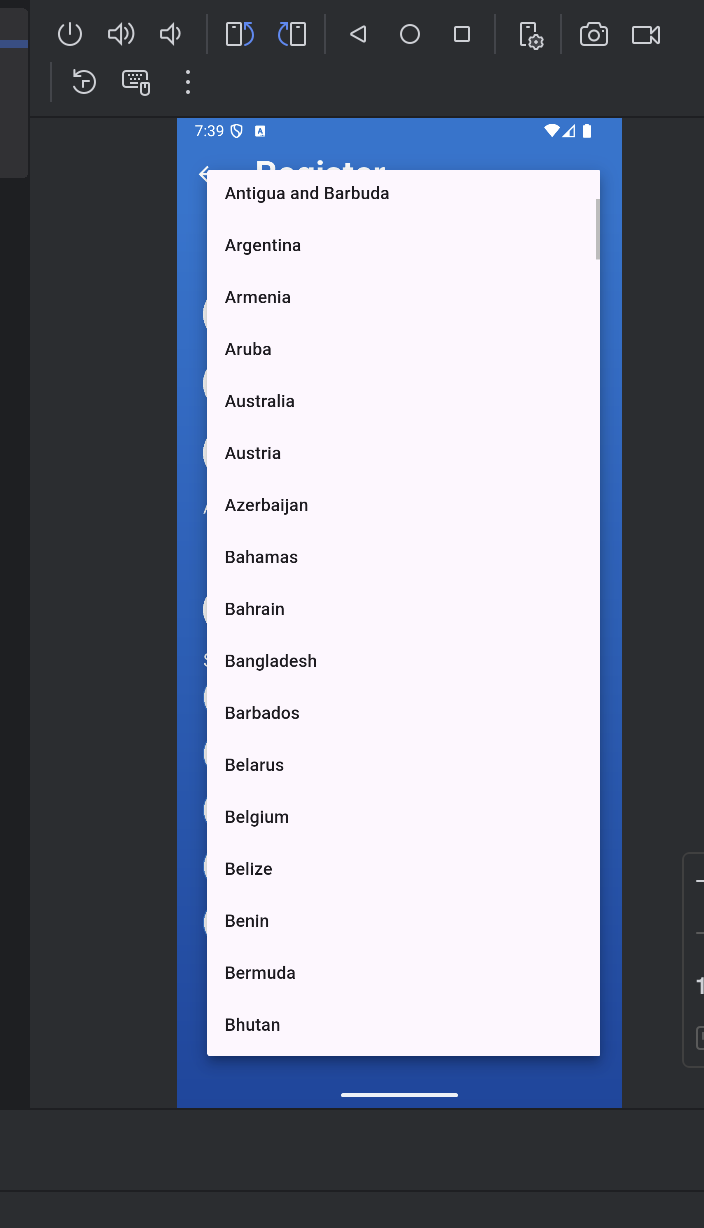 7:39
Register
Antigua and Barbuda
Argentina
Armenia
Aruba
Australia
Austria
Azerbaijan
Bahamas
Bahrain
Bangladesh
Barbados
Belarus
Belgium
Belize
Benin
Bermuda
Bhutan